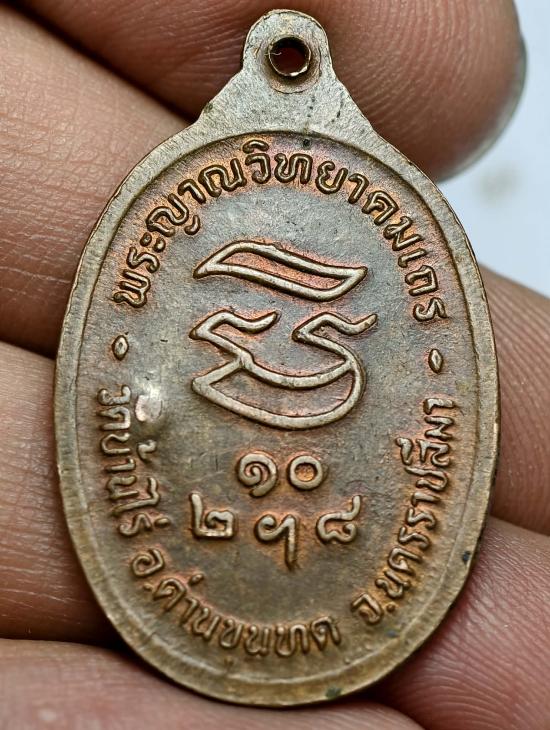 พระญาณวิทยาคมเถร
๑๐
๒ ฯ ๘
วัดบ้านไร่ อ.ด่านขุนทด จ.นครราชสีมา